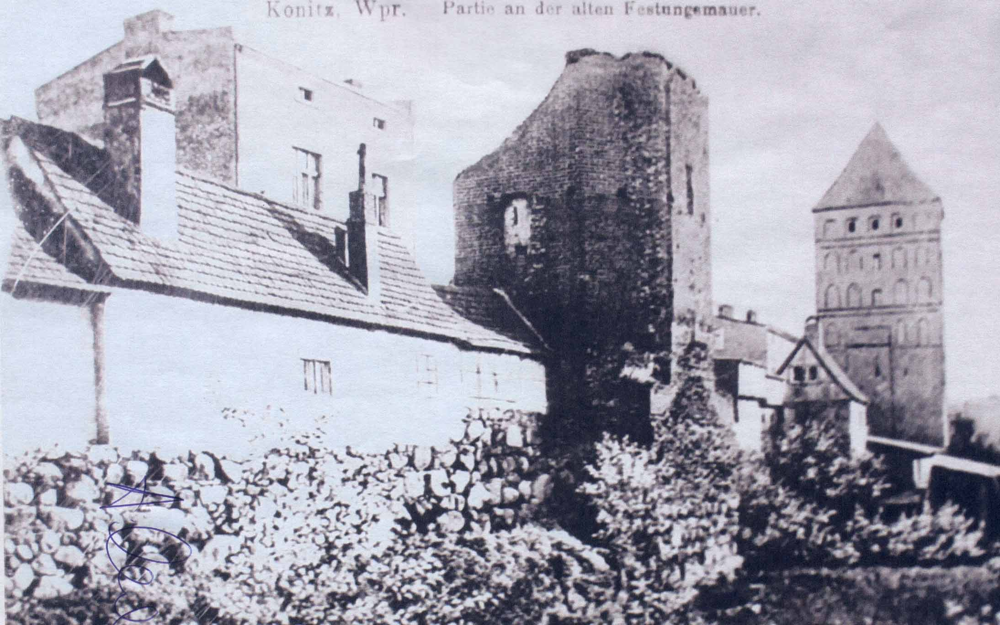 Konitz, Wpr. Partie an der alten Festungsmauer.